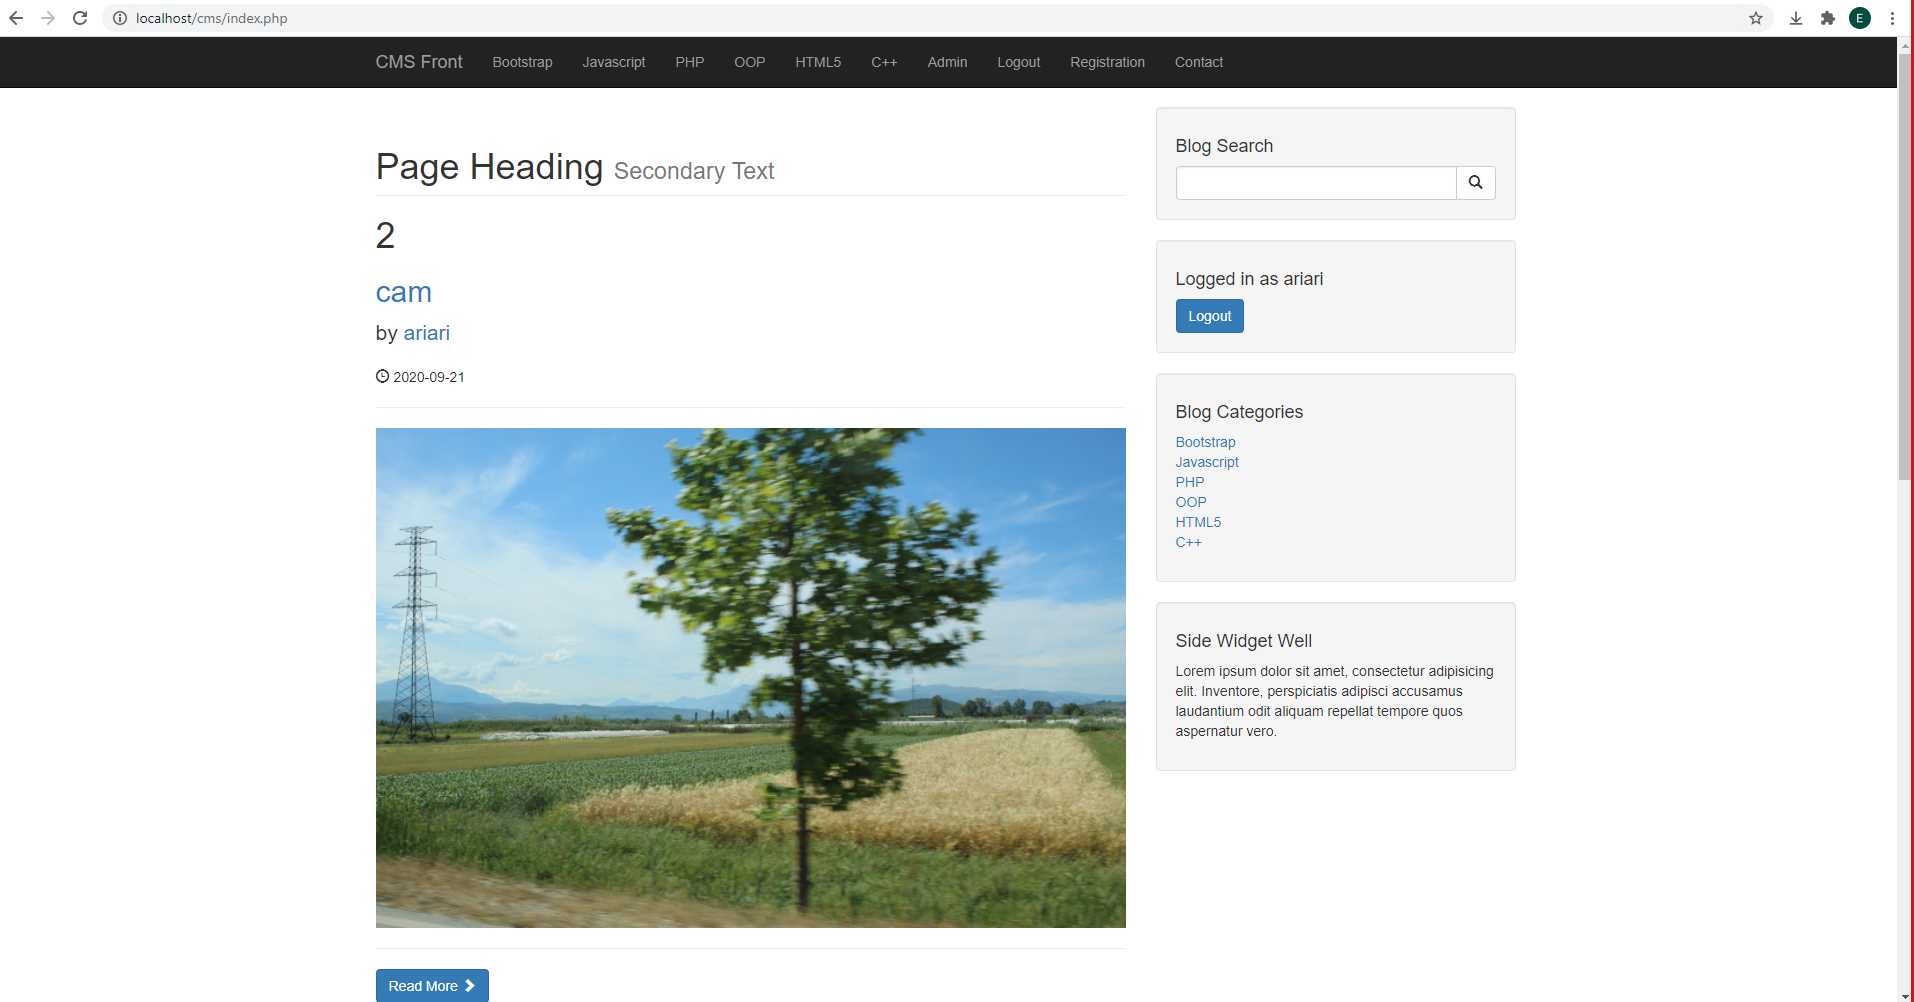 localhost/cms/index.php
E
CMS Front Bootstrap Javascript PHP OOP HTML5 C++ Admin Logout Registration Contact
Page Heading Secondary Text
2
cam
by ariari
2020-09-21
Read More
Blog Search
Logged in as ariari
Logout
Blog Categories
Bootstrap
Javascript
PHP
OOP
HTML5
C++
Side Widget Well
Lorem ipsum dolor sit amet, consectetur adipisicing
elit. Inventore, perspiciatis adipisci accusamus
laudantium odit aliquam repellat tempore quos
aspernatur vero.